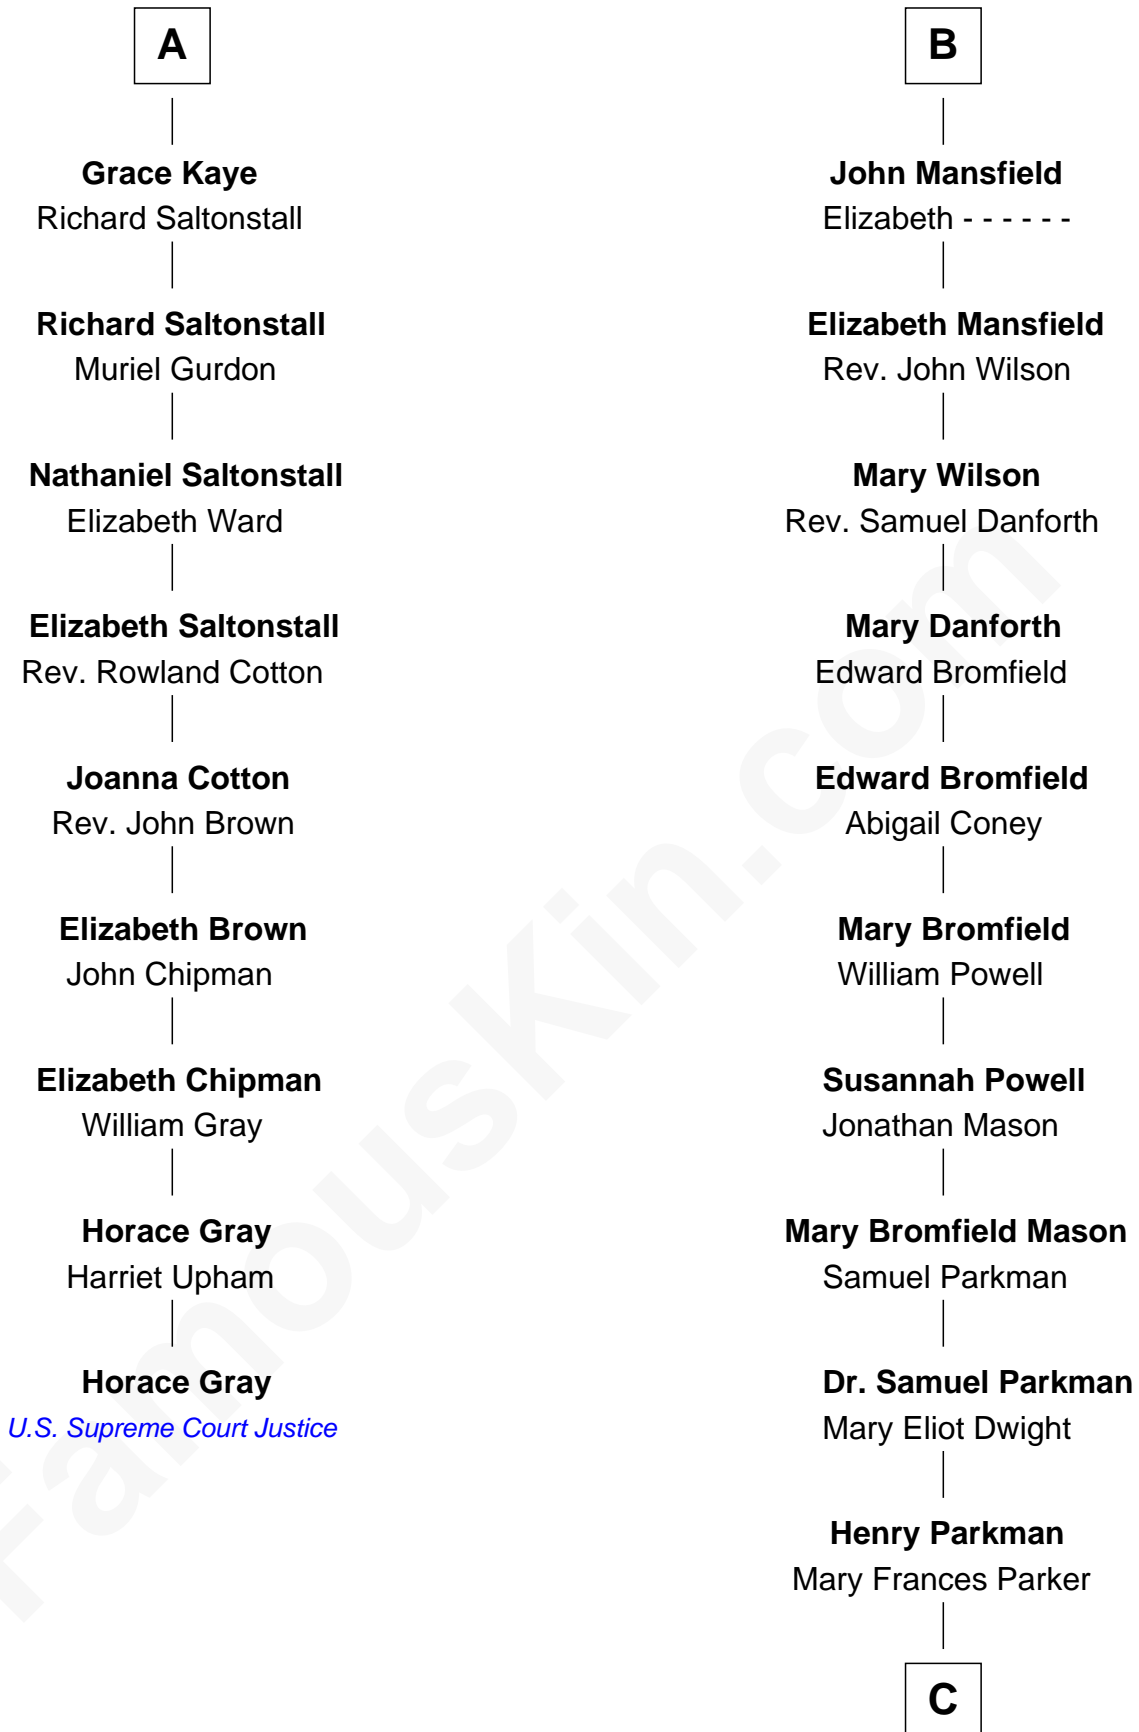 A
Grace Kaye
Richard Saltonstall
Richard Saltonstall
Muriel Gurdon
Nathaniel Saltonstall
Elizabeth Ward
Elizabeth Saltonstall
Rev. Rowland Cotton
Joanna Cotton
Rev. John Brown
Elizabeth Brown
John Chipman
Elizabeth Chipman
William Gray
Horace Gray
Harriet Upham
Horace Gray
U.S. Supreme Court Justice
B
John Mansfield
Elizabeth - - - - - -
Elizabeth Mansfield
Rev. John Wilson
Mary Wilson
Rev. Samuel Danforth
Mary Danforth
Edward Bromfield
Edward Bromfield
Abigail Coney
Mary Bromfield
William Powell
Susannah Powell
Jonathan Mason
Mary Bromfield Mason
Samuel Parkman
Dr. Samuel Parkman
Mary Eliot Dwight
Henry Parkman
Mary Frances Parker
C
FamousKin.com